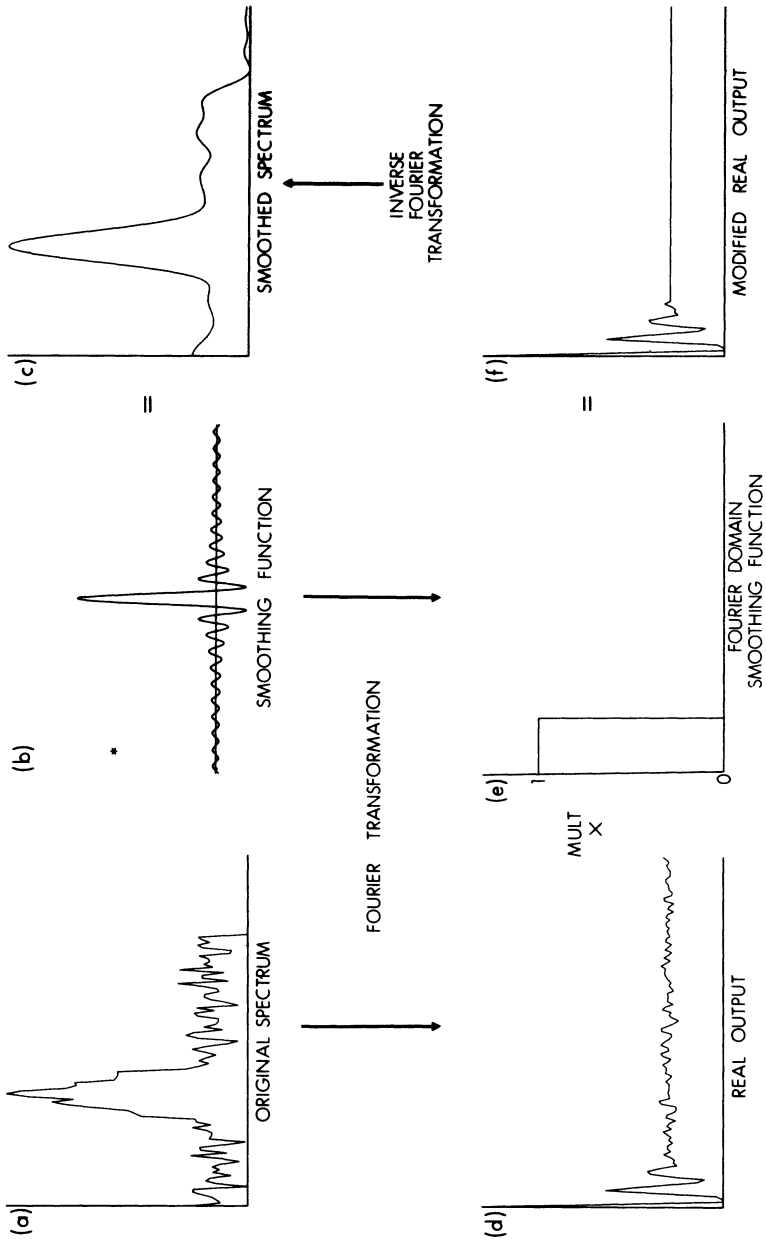 (a)
ORIGINAL SPECTRUM
*
(b)
SMOOTHING FUNCTION
=
(c)
SMOOTHED SPECTRUM
FOURIER TRANSFORMATION
INVERSE
FOURIER
TRANSFORMATION
(d)
REAL OUTPUT
MULT
X
(e)
1
0
FOURIER DOMAIN
SMOOTHING FUNCTION
=
(f)
MODIFIED REAL OUTPUT